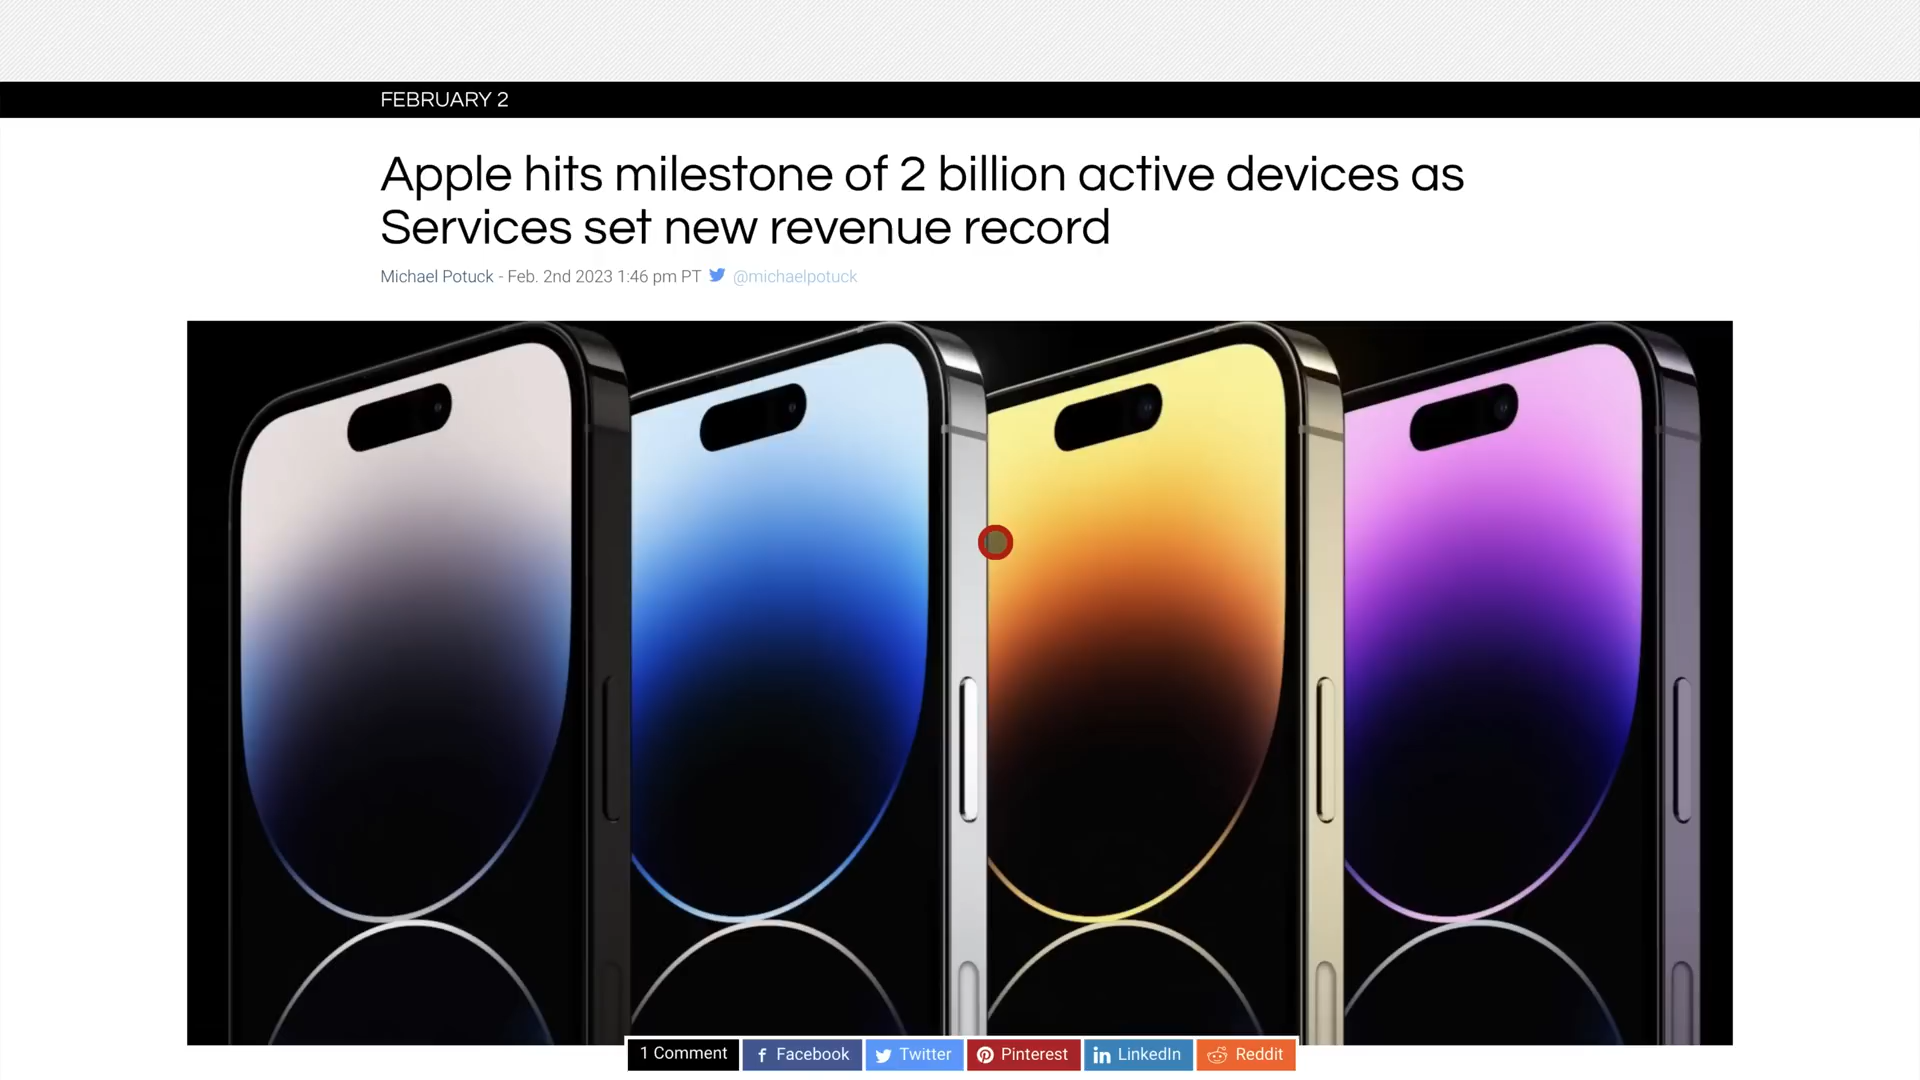 FEBRUARY 2
Apple hits milestone of 2 billion active devices as
Services set new revenue record
Michael Potuck - Feb. 2nd 2023 1:46 pm PT @michaelpotuck
1 Comment Facebook Twitter Pinterest LinkedIn Reddit